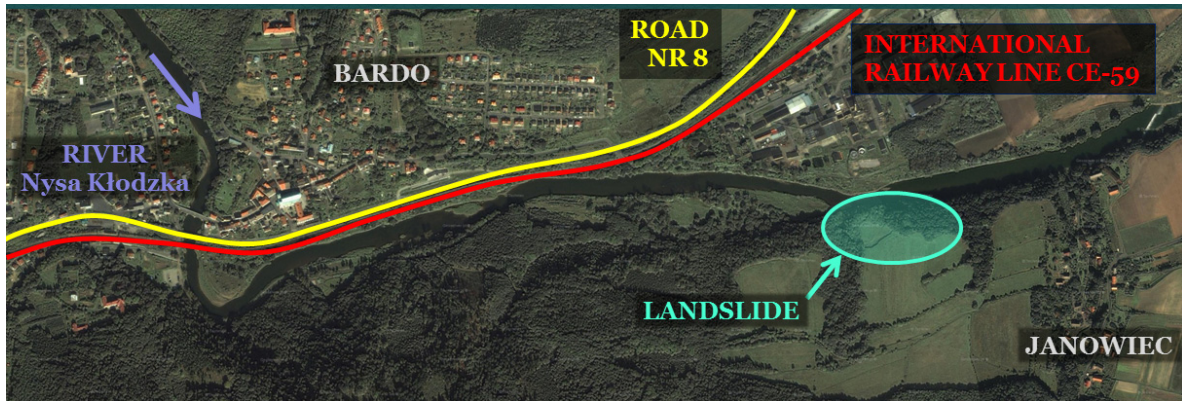 ROAD
NR 8
INTERNATIONAL
RAILWAY LINE CE-59
BARDO
RIVER
Nysa Kłodzka
LANDSLIDE
JANOWIEC